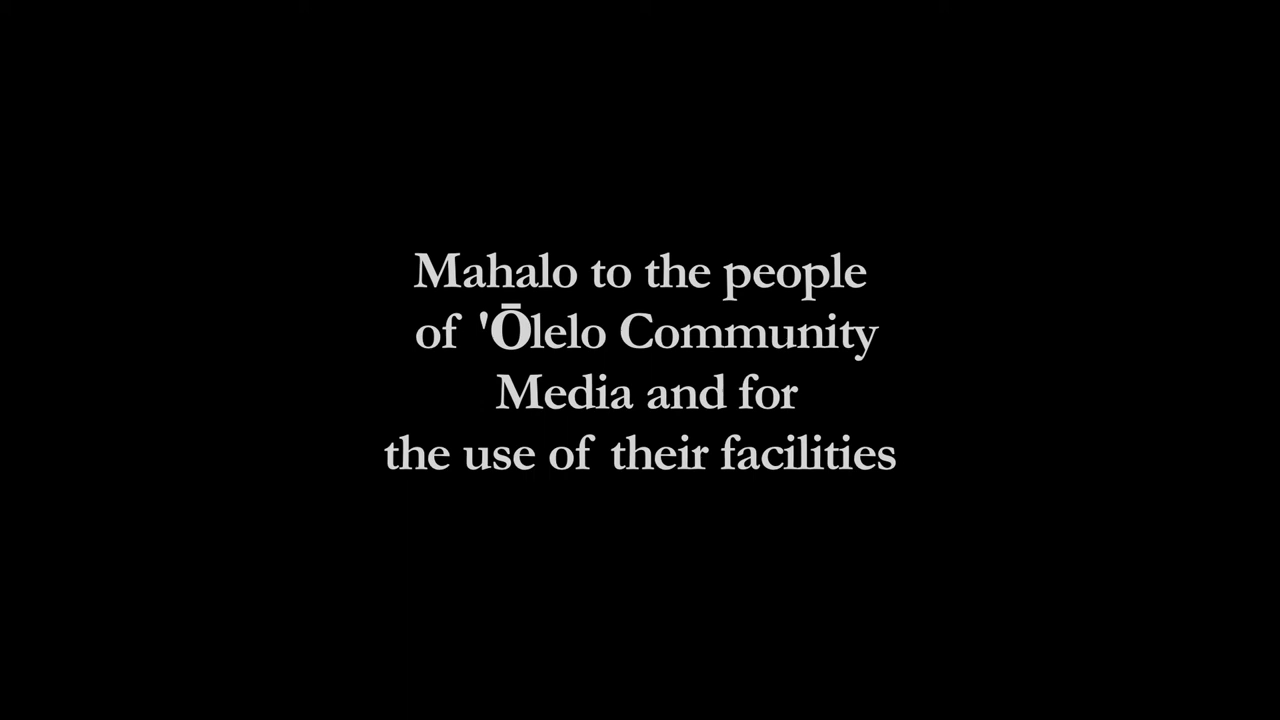 Mahalo to the people
of 'Ōlelo Community
Media and for
the use of their facilities